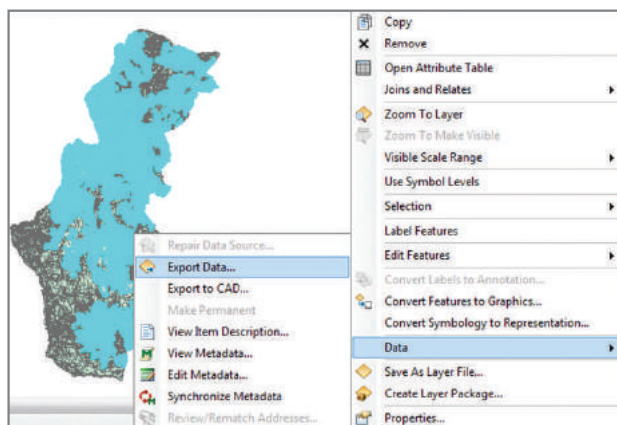 Copy
Remove
Open Attribute Table
Joins and Relates
Zoom To Layer
Zoom To Make Visible
Visible Scale Range
Use Symbol Levels
Selection
Label Features
Edit Features
Convert Labels to Annotation...
Convert Features to Graphics...
Convert Symbology to Representation...
Data
Save As Layer File...
Create Layer Package...
Properties...
Repair Data Source...
Export Data...
Export to CAD...
Make Permanent
View Item Description...
View Metadata...
Edit Metadata...
Synchronize Metadata
Review/Rematch Addresses...